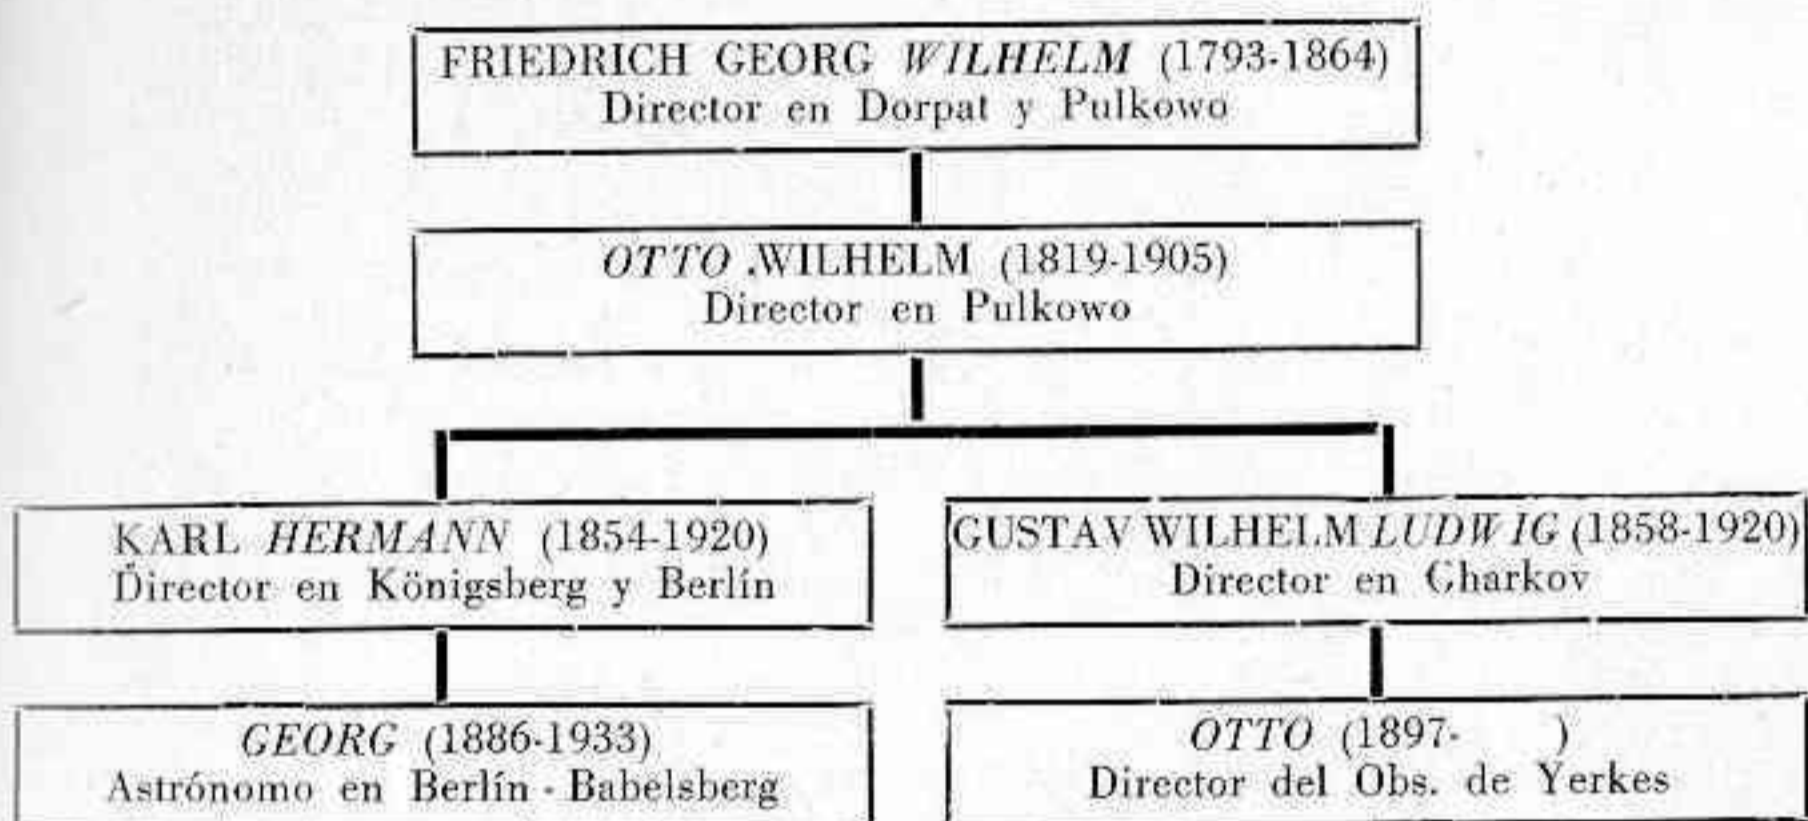 FRIEDRICH GEORG WILHELM (1793-1864)
Director en Dorpat y Pulkowo
OTTO WILHELM (1819-1905)
Director en Pulkowo
KARL HERMANN (1854-1920)
Director en Königsberg y Berlín
GUSTAV WILHELM LUDWIG (1858-1920)
Director en Charkov
GEORG (1886-1933)
Astrónomo en Berlín - Babelsberg
OTTO (1897- )
Director del Obs. de Yerkes